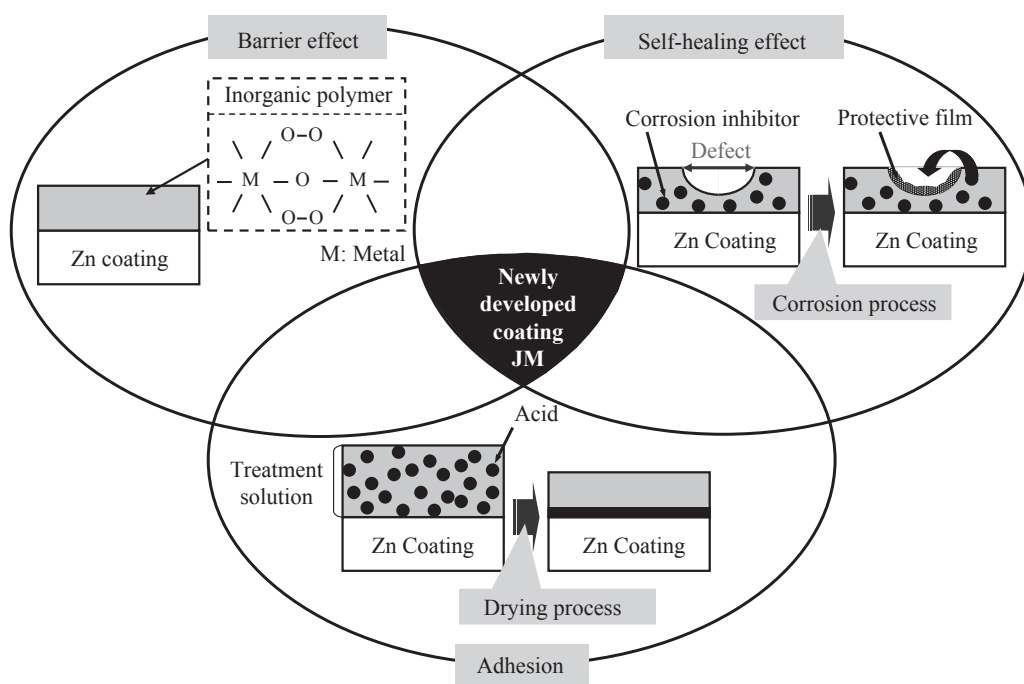 Barrier effect
Inorganic polymer
O–O
M – O – M
O–O
Zn coating
M: Metal
Self-healing effect
Corrosion inhibitor
Protective film
Defect
Zn Coating
Zn Coating
Corrosion process
Newly
developed
coating
JM
Acid
Treatment
solution
Zn Coating
Zn Coating
Drying process
Adhesion